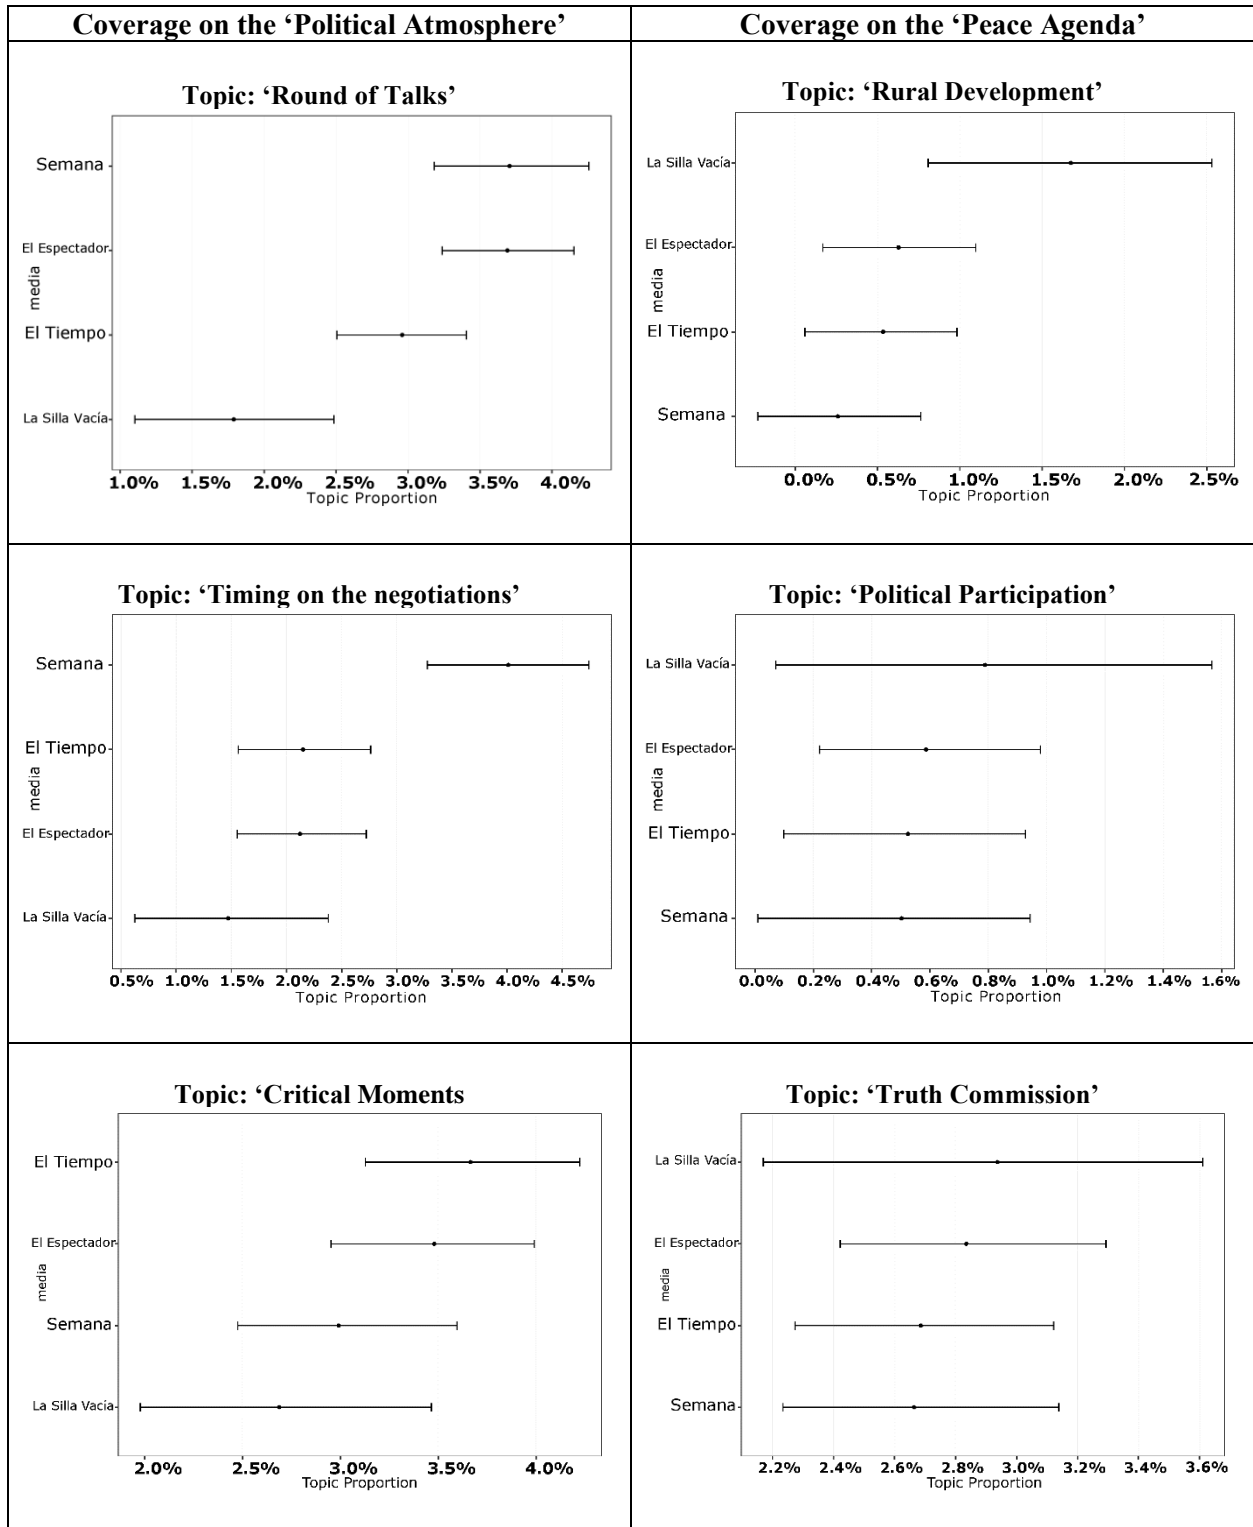 Coverage on the ‘Political Atmosphere’
Coverage on the ‘Peace Agenda’
Topic: ‘Round of Talks’
Semana
El Espectador
media
El Tiempo
La Silla Vacía
1.0% 1.5% 2.0% 2.5% 3.0% 3.5% 4.0%
Topic Proportion
Topic: ‘Rural Development’
La Silla Vacía
El Espectador
media
El Tiempo
Semana
0.0% 0.5% 1.0% 1.5% 2.0% 2.5%
Topic Proportion
Topic: ‘Timing on the negotiations’
Semana
El Tiempo
media
El Espectador
La Silla Vacía
0.5% 1.0% 1.5% 2.0% 2.5% 3.0% 3.5% 4.0% 4.5%
Topic Proportion
Topic: ‘Political Participation’
La Silla Vacía
El Espectador
media
El Tiempo
Semana
0.0% 0.2% 0.4% 0.6% 0.8% 1.0% 1.2% 1.4% 1.6%
Topic Proportion
Topic: ‘Critical Moments
El Tiempo
El Espectador
media
Semana
La Silla Vacía
2.0% 2.5% 3.0% 3.5% 4.0%
Topic Proportion
Topic: ‘Truth Commission’
La Silla Vacía
El Espectador
media
El Tiempo
Semana
2.2% 2.4% 2.6% 2.8% 3.0% 3.2% 3.4% 3.6%
Topic Proportion